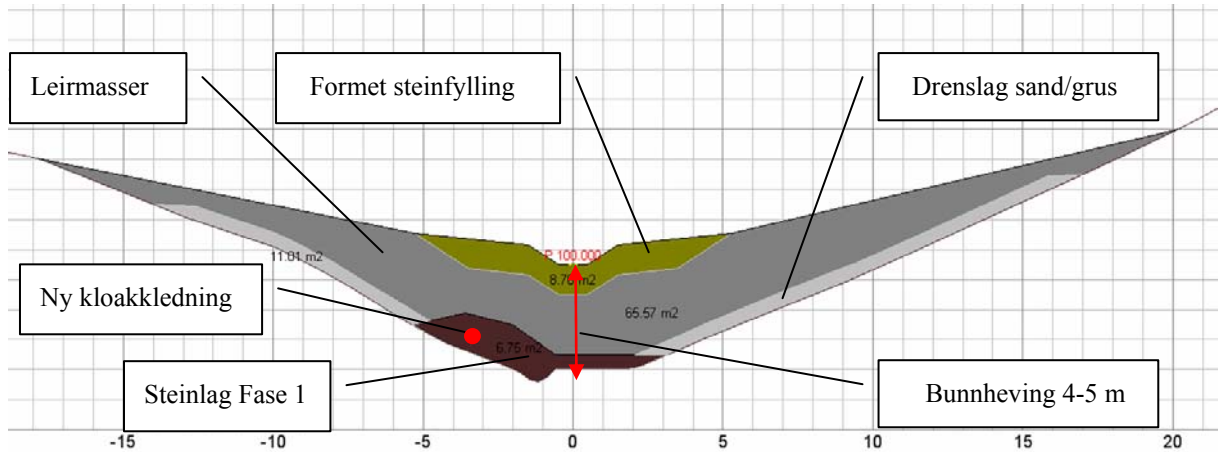 Leirmasser
Formet steinfylling
Drenslag sand/grus
P 100.000
11.01 m2
8.78 m2
Ny kloakkledning
65.57 m2
6.75 m2
Steinlag Fase 1
Bunnheving 4-5 m
-15 -10 -5 0 5 10 15 20